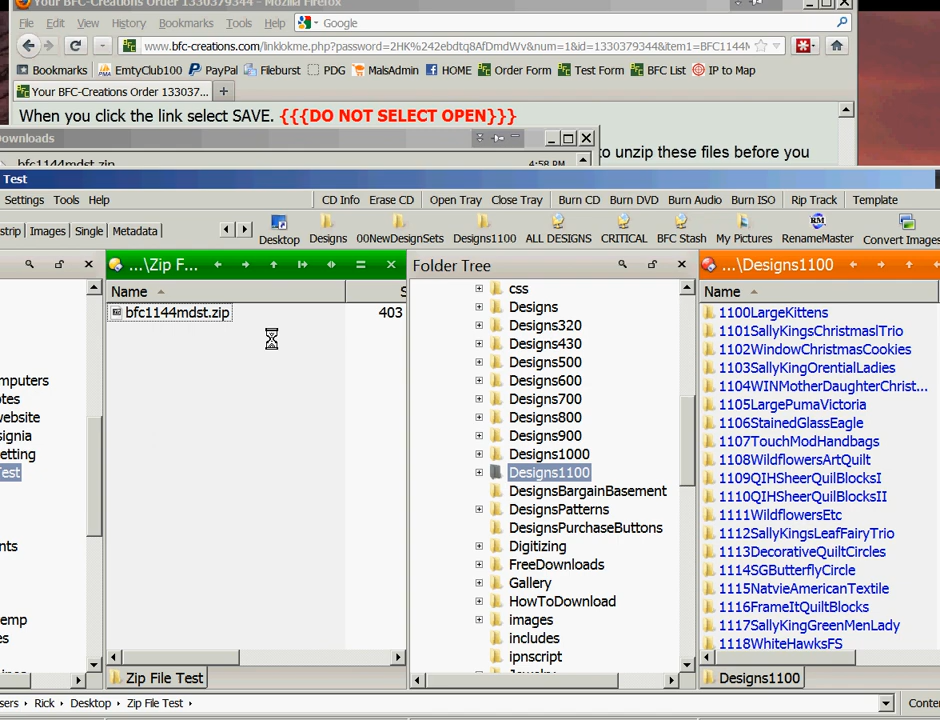 Your BFC-Creations Order 1330379344 - Mozilla Firefox
File Edit View History Bookmarks Tools Help Google
www.bfc-creations.com/linklokme.php?password=2HK%242ebdtq8AfDmdWv&num=1&id=1330379344&item1=BFC1144M
Bookmarks EmtyClub100 PayPal Fileburst PDG MalsAdmin HOME Order Form Test Form BFC List IP to Map
Your BFC-Creations Order 133037...
When you click the link select SAVE. {{{DO NOT SELECT OPEN}}}
Downloads
to unzip these files before you
bfc1144mdst.zip 4:58 PM
Test
Settings Tools Help CD Info Erase CD Open Tray Close Tray Burn CD Burn DVD Burn Audio Burn ISO Rip Track Template
strip Images Single Metadata Desktop Designs 00NewDesignSets Designs1100 ALL DESIGNS CRITICAL BFC Stash My Pictures RenameMaster Convert Images
...\Zip F... Folder Tree ...\Designs1100
Name S Name
bfc1144mdst.zip 403
mputers
otes
website
signia
etting
Test
nts
emp
es
css
Designs
Designs320
Designs430
Designs500
Designs600
Designs700
Designs800
Designs900
Designs1000
Designs1100
DesignsBargainBasement
DesignsPatterns
DesignsPurchaseButtons
Digitizing
FreeDownloads
Gallery
HowToDownload
images
includes
ipnscript
1100LargeKittens
1101SallyKingsChristmaslTrio
1102WindowChristmasCookies
1103SallyKingsOrentialLadies
1104WINMotherDaughterChrist...
1105LargePumaVictoria
1106StainedGlassEagle
1107TouchModHandbags
1108WildflowersArtQuilt
1109QIHSheerQuilBlocksI
1110QIHSheerQuilBlocksII
1111WildflowersEtc
1112SallyKingsLeafFairyTrio
1113DecorativeQuiltCircles
1114SGButterflyCircle
1115NatvieAmericanTextile
1116FrameItQuiltBlocks
1117SallyKingGreenMenLady
1118WhiteHawksFS
Zip File Test Designs1100
sers Rick Desktop Zip File Test Conten